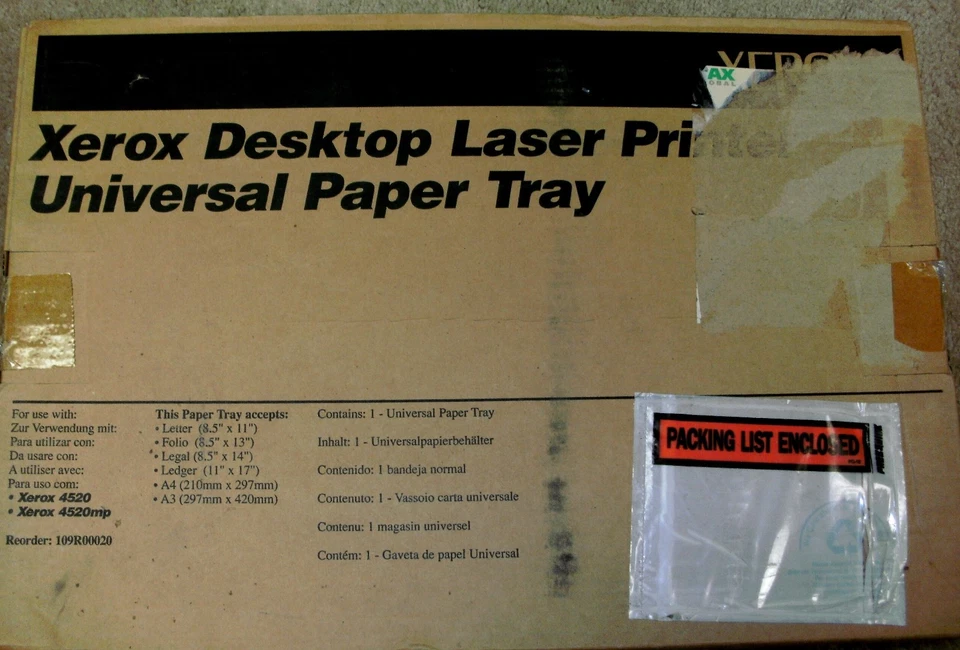 AX
Xerox Desktop Laser Printer
Universal Paper Tray
For use with:
Zur Verwendung mit:
Para utilizar con:
Da usare con:
A utiliser avec:
Para uso com:
• Xerox 4520
• Xerox 4520mp
Reorder: 109R00020
This Paper Tray accepts:
• Letter (8.5" x 11")
• Folio (8.5" x 13")
• Legal (8.5" x 14")
• Ledger (11" x 17")
• A4 (210mm x 297mm)
• A3 (297mm x 420mm)
Contains: 1 - Universal Paper Tray
Inhalt: 1 - Universalpapierbehälter
Contenido: 1 bandeja normal
Contenuto: 1 - Vassoio carta universale
Contenu: 1 magasin universel
Contém: 1 - Gaveta de papel Universal
PACKING LIST ENCLOSED